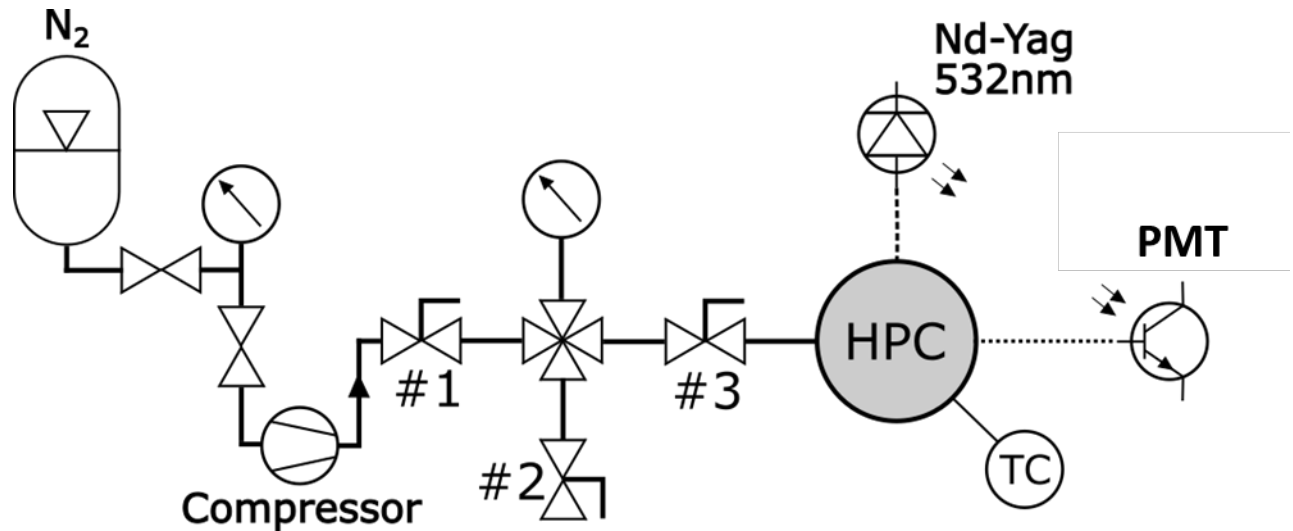 N₂
Nd-Yag
532nm
PMT
HPC
#1
#3
#2
TC
Compressor